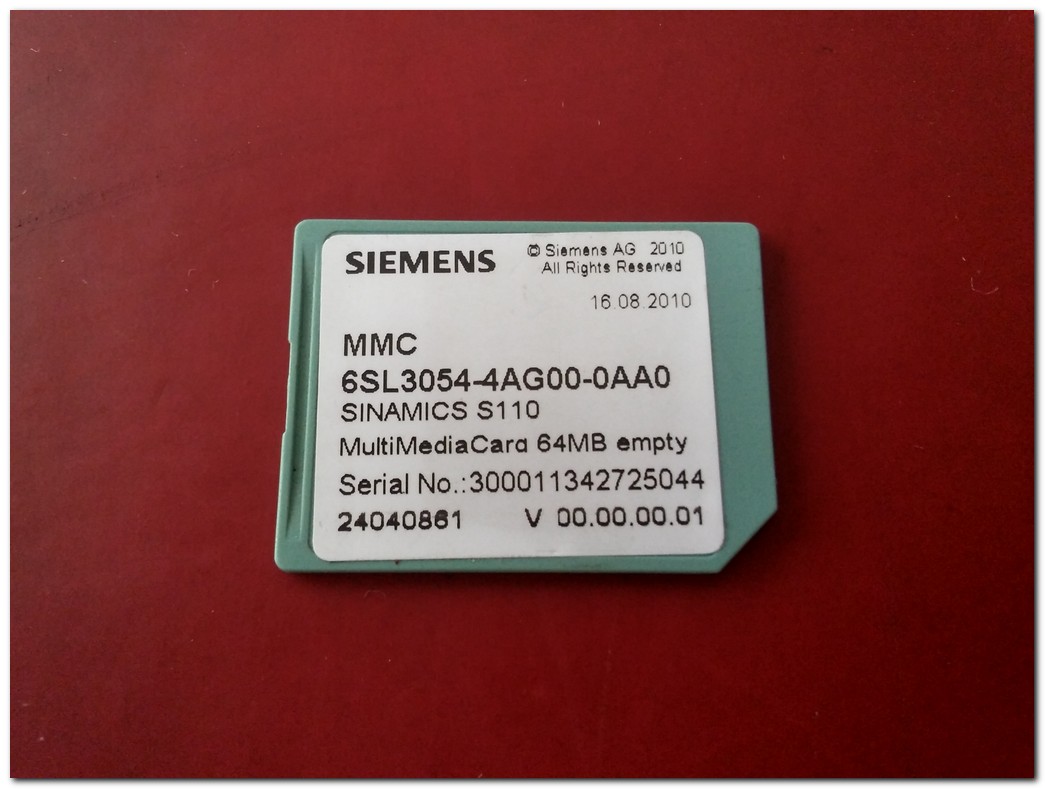 SIEMENS
© Siemens AG 2010
All Rights Reserved
16.08.2010
MMC
6SL3054-4AG00-0AA0
SINAMICS S110
MultiMediaCard 64MB empty
Serial No.:300011342725044
24040861 V 00.00.00.01